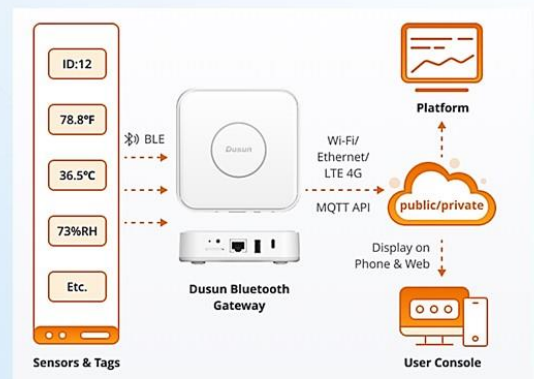 ID:12
78.8°F
36.5°C
73%RH
Etc.
Sensors & Tags
BLE
Dusun
Dusun Bluetooth
Gateway
Wi-Fi/
Ethernet/
LTE 4G
MQTT API
Platform
public/private
Display on
Phone & Web
User Console